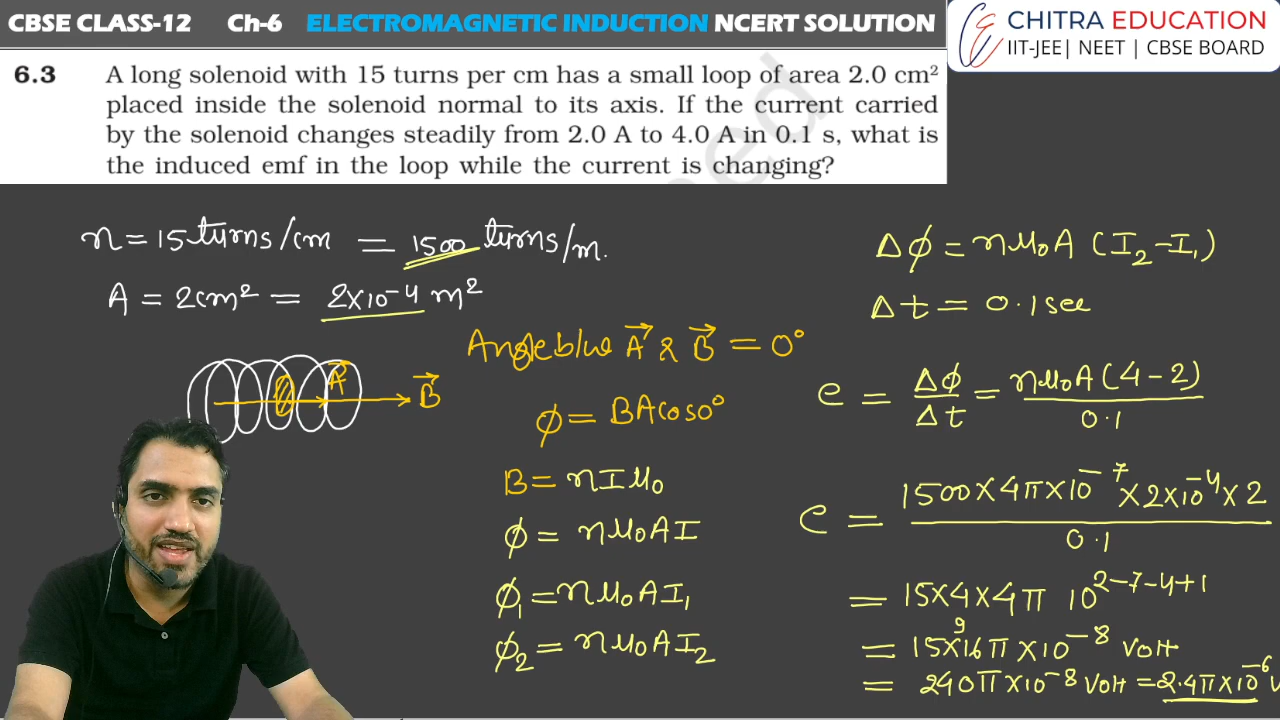 CBSE CLASS-12 Ch-6 ELECTROMAGNETIC INDUCTION NCERT SOLUTION
CHITRA EDUCATION
IIT-JEE| NEET | CBSE BOARD
6.3 A long solenoid with 15 turns per cm has a small loop of area 2.0 cm²
placed inside the solenoid normal to its axis. If the current carried
by the solenoid changes steadily from 2.0 A to 4.0 A in 0.1 s, what is
the induced emf in the loop while the current is changing?
n = 15 turns/cm = 1500 turns/m.
A = 2cm² = 2×10⁻⁴ m²
A⃗
B⃗
Angle b/w A⃗ & B⃗ = 0°
ϕ = BA cos0°
B = nIμ₀
ϕ = nμ₀AI
ϕ₁ = nμ₀AI₁
ϕ₂ = nμ₀AI₂
Δϕ = nμ₀A (I₂-I₁)
Δt = 0.1 sec
e = Δϕ/Δt = nμ₀A(4-2)/0.1
e = 1500×4π×10⁻⁷×2×10⁻⁴×2/0.1
= 15×4×4π 10²⁻⁷⁻⁴⁺¹
= 15×16π×10⁻⁸ volt
= 240π×10⁻⁸ volt = 2.4π×10⁻⁶ V